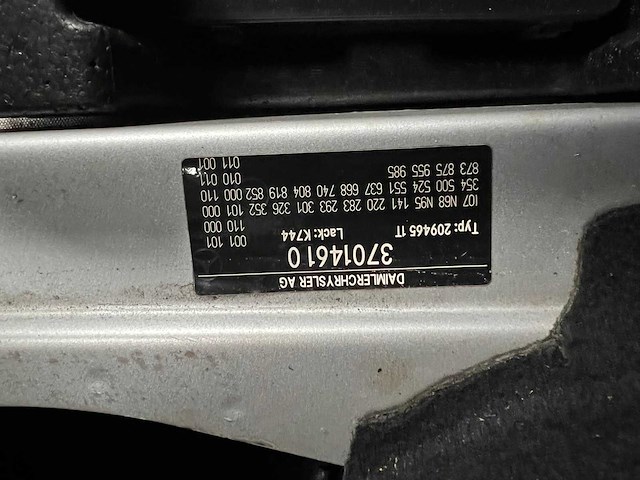 DAIMLERCHRYSLER AG
3701461 0
Typ: 209465 1T Lack: K744 001 101
110 000
I07 N68 N95 141 220 283 293 301 326 352 101 000
354 500 524 551 637 668 740 804 819 852 000 110
873 875 955 985 010 011
011 001